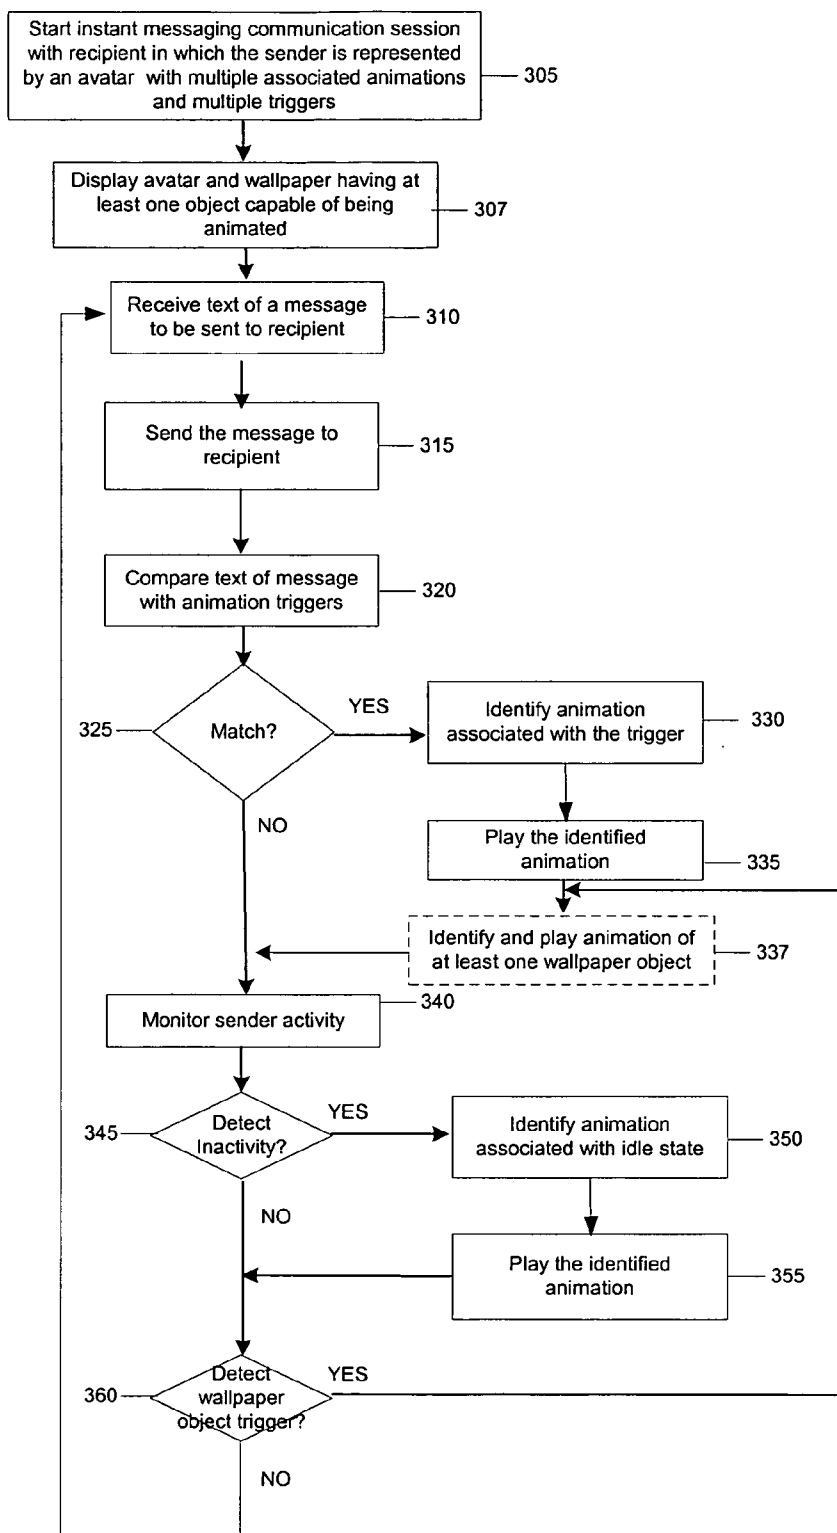 Start instant messaging communication session
with recipient in which the sender is represented
by an avatar with multiple associated animations
and multiple triggers
305
Display avatar and wallpaper having at
least one object capable of being
animated
307
Receive text of a message
to be sent to recipient
310
Send the message to
recipient
315
Compare text of message
with animation triggers
320
325
Match?
YES
Identify animation
associated with the trigger
330
NO
Play the identified
animation
335
Identify and play animation of
at least one wallpaper object
337
340
Monitor sender activity
345
Detect
Inactivity?
YES
Identify animation
associated with idle state
350
NO
Play the identified
animation
355
360
Detect
wallpaper
object trigger?
YES
NO